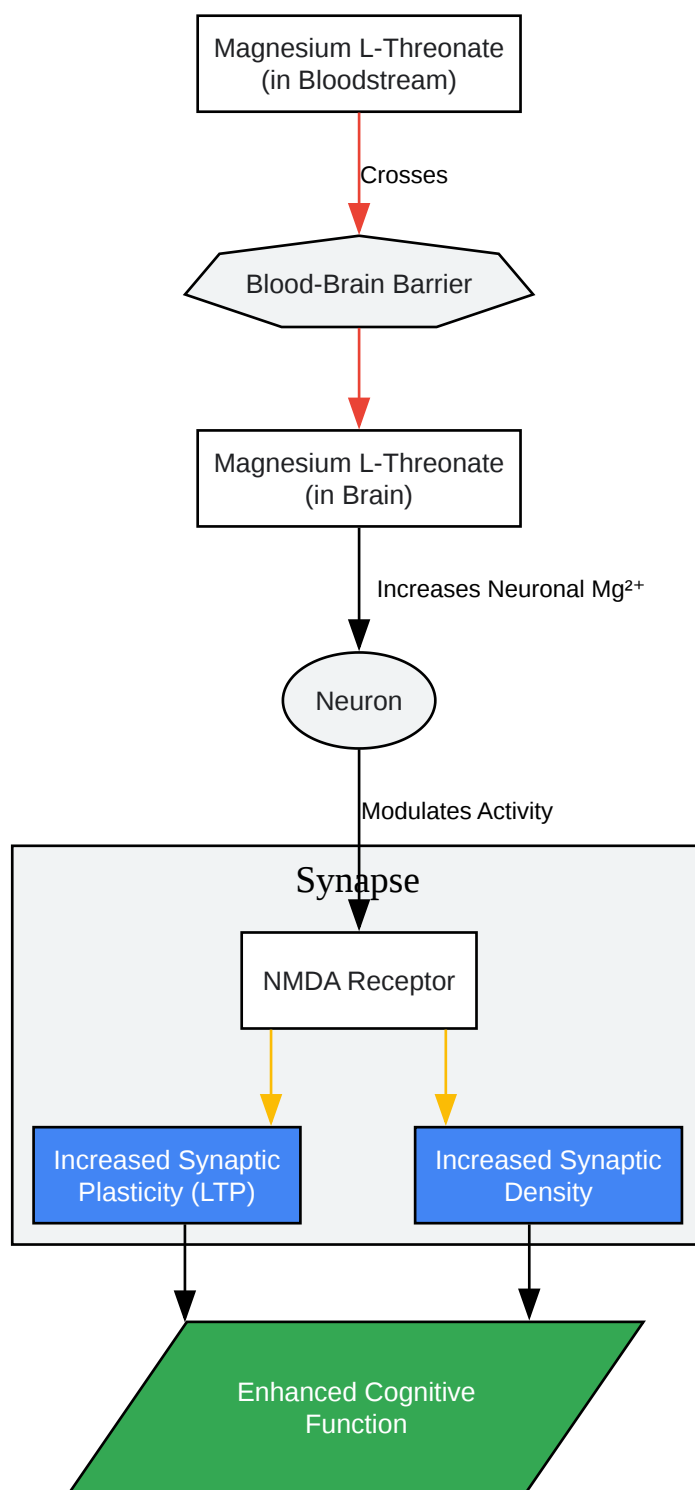 Magnesium L-Threonate
(in Bloodstream)
Crosses
Blood-Brain Barrier
Magnesium L-Threonate
(in Brain)
Increases Neuronal Mg²⁺
Neuron
Modulates Activity
Synapse
NMDA Receptor
Increased Synaptic
Plasticity (LTP)
Increased Synaptic
Density
Enhanced Cognitive
Function